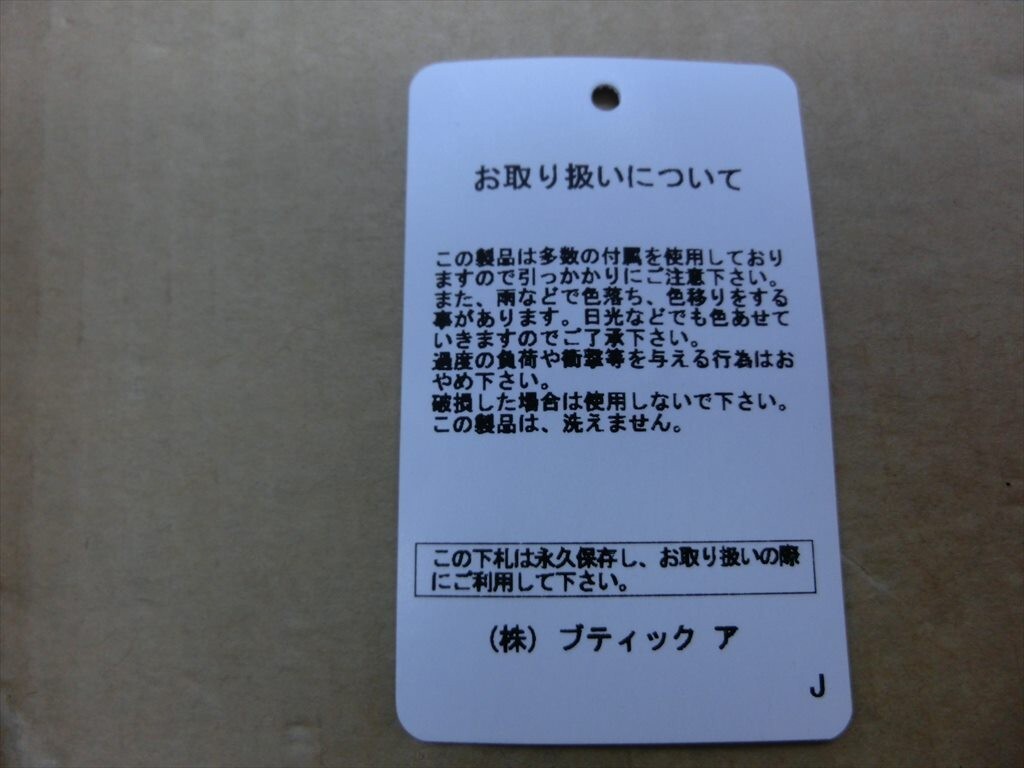 お取り扱いについて
この製品は多数の付属を使用しており
ますので引っかかりにご注意下さい。
また、雨などで色落ち、色移りをする
事があります。日光などでも色あせて
いきますのでご了承下さい。
過度の負荷や衝撃等を与える行為はお
やめ下さい。
破損した場合は使用しないで下さい。
この製品は、洗えません。
この下札は永久保存し、お取り扱いの際
にご利用して下さい。
(株) ブティック ア
J